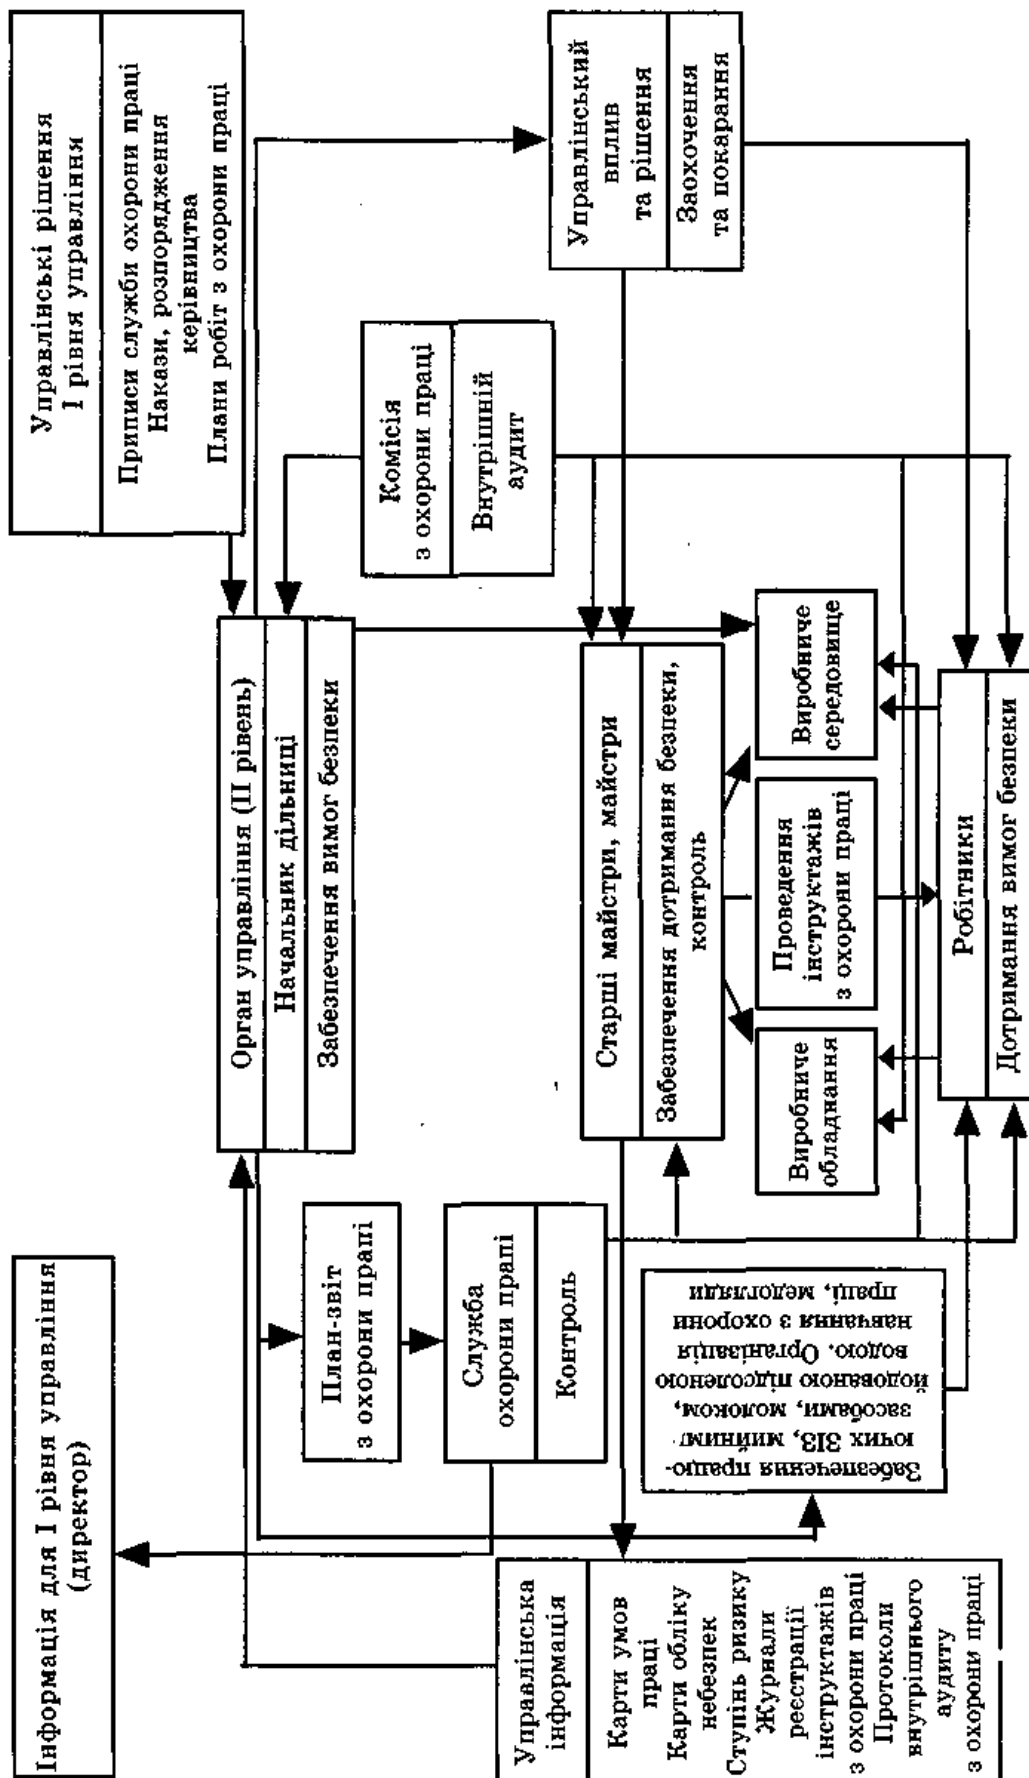 Інформація для I рівня управління
(директор)
Управлінські рішення
I рівня управління
Приписи служби охорони праці
Накази, розпорядження
керівництва
Плани робіт з охорони праці
Орган управління (II рівень)
Начальник дільниці
Забезпечення вимог безпеки
План-звіт
з охорони прапі
Комісія
з охорони праці
Внутрішній
аудит
Служба
охорони прапі
Контроль
Управлінський
вплив
та рішення
Заохочення
та покарання
Управлінська
інформація
Карти умов
праці
Карти обліку
небезпек
Ступінь ризику
Журнали
реєстрації
інструктажів
з охорони праці
Протоколи
внутрішнього
аудиту
з охорони праці
Старші майстри, майстри
Забезпечення дотримання безпеки,
контроль
Забезпечення працю-
ючих ЗІЗ, мийними
засобами, молоком,
йодованою підсоленою
водою. Організація
навчання з охорони
праці, медогляди
Виробниче
обладнання
Проведення
інструктажів
з охорони праці
Виробниче
середовище
Робітники
Дотримання вимог безпеки